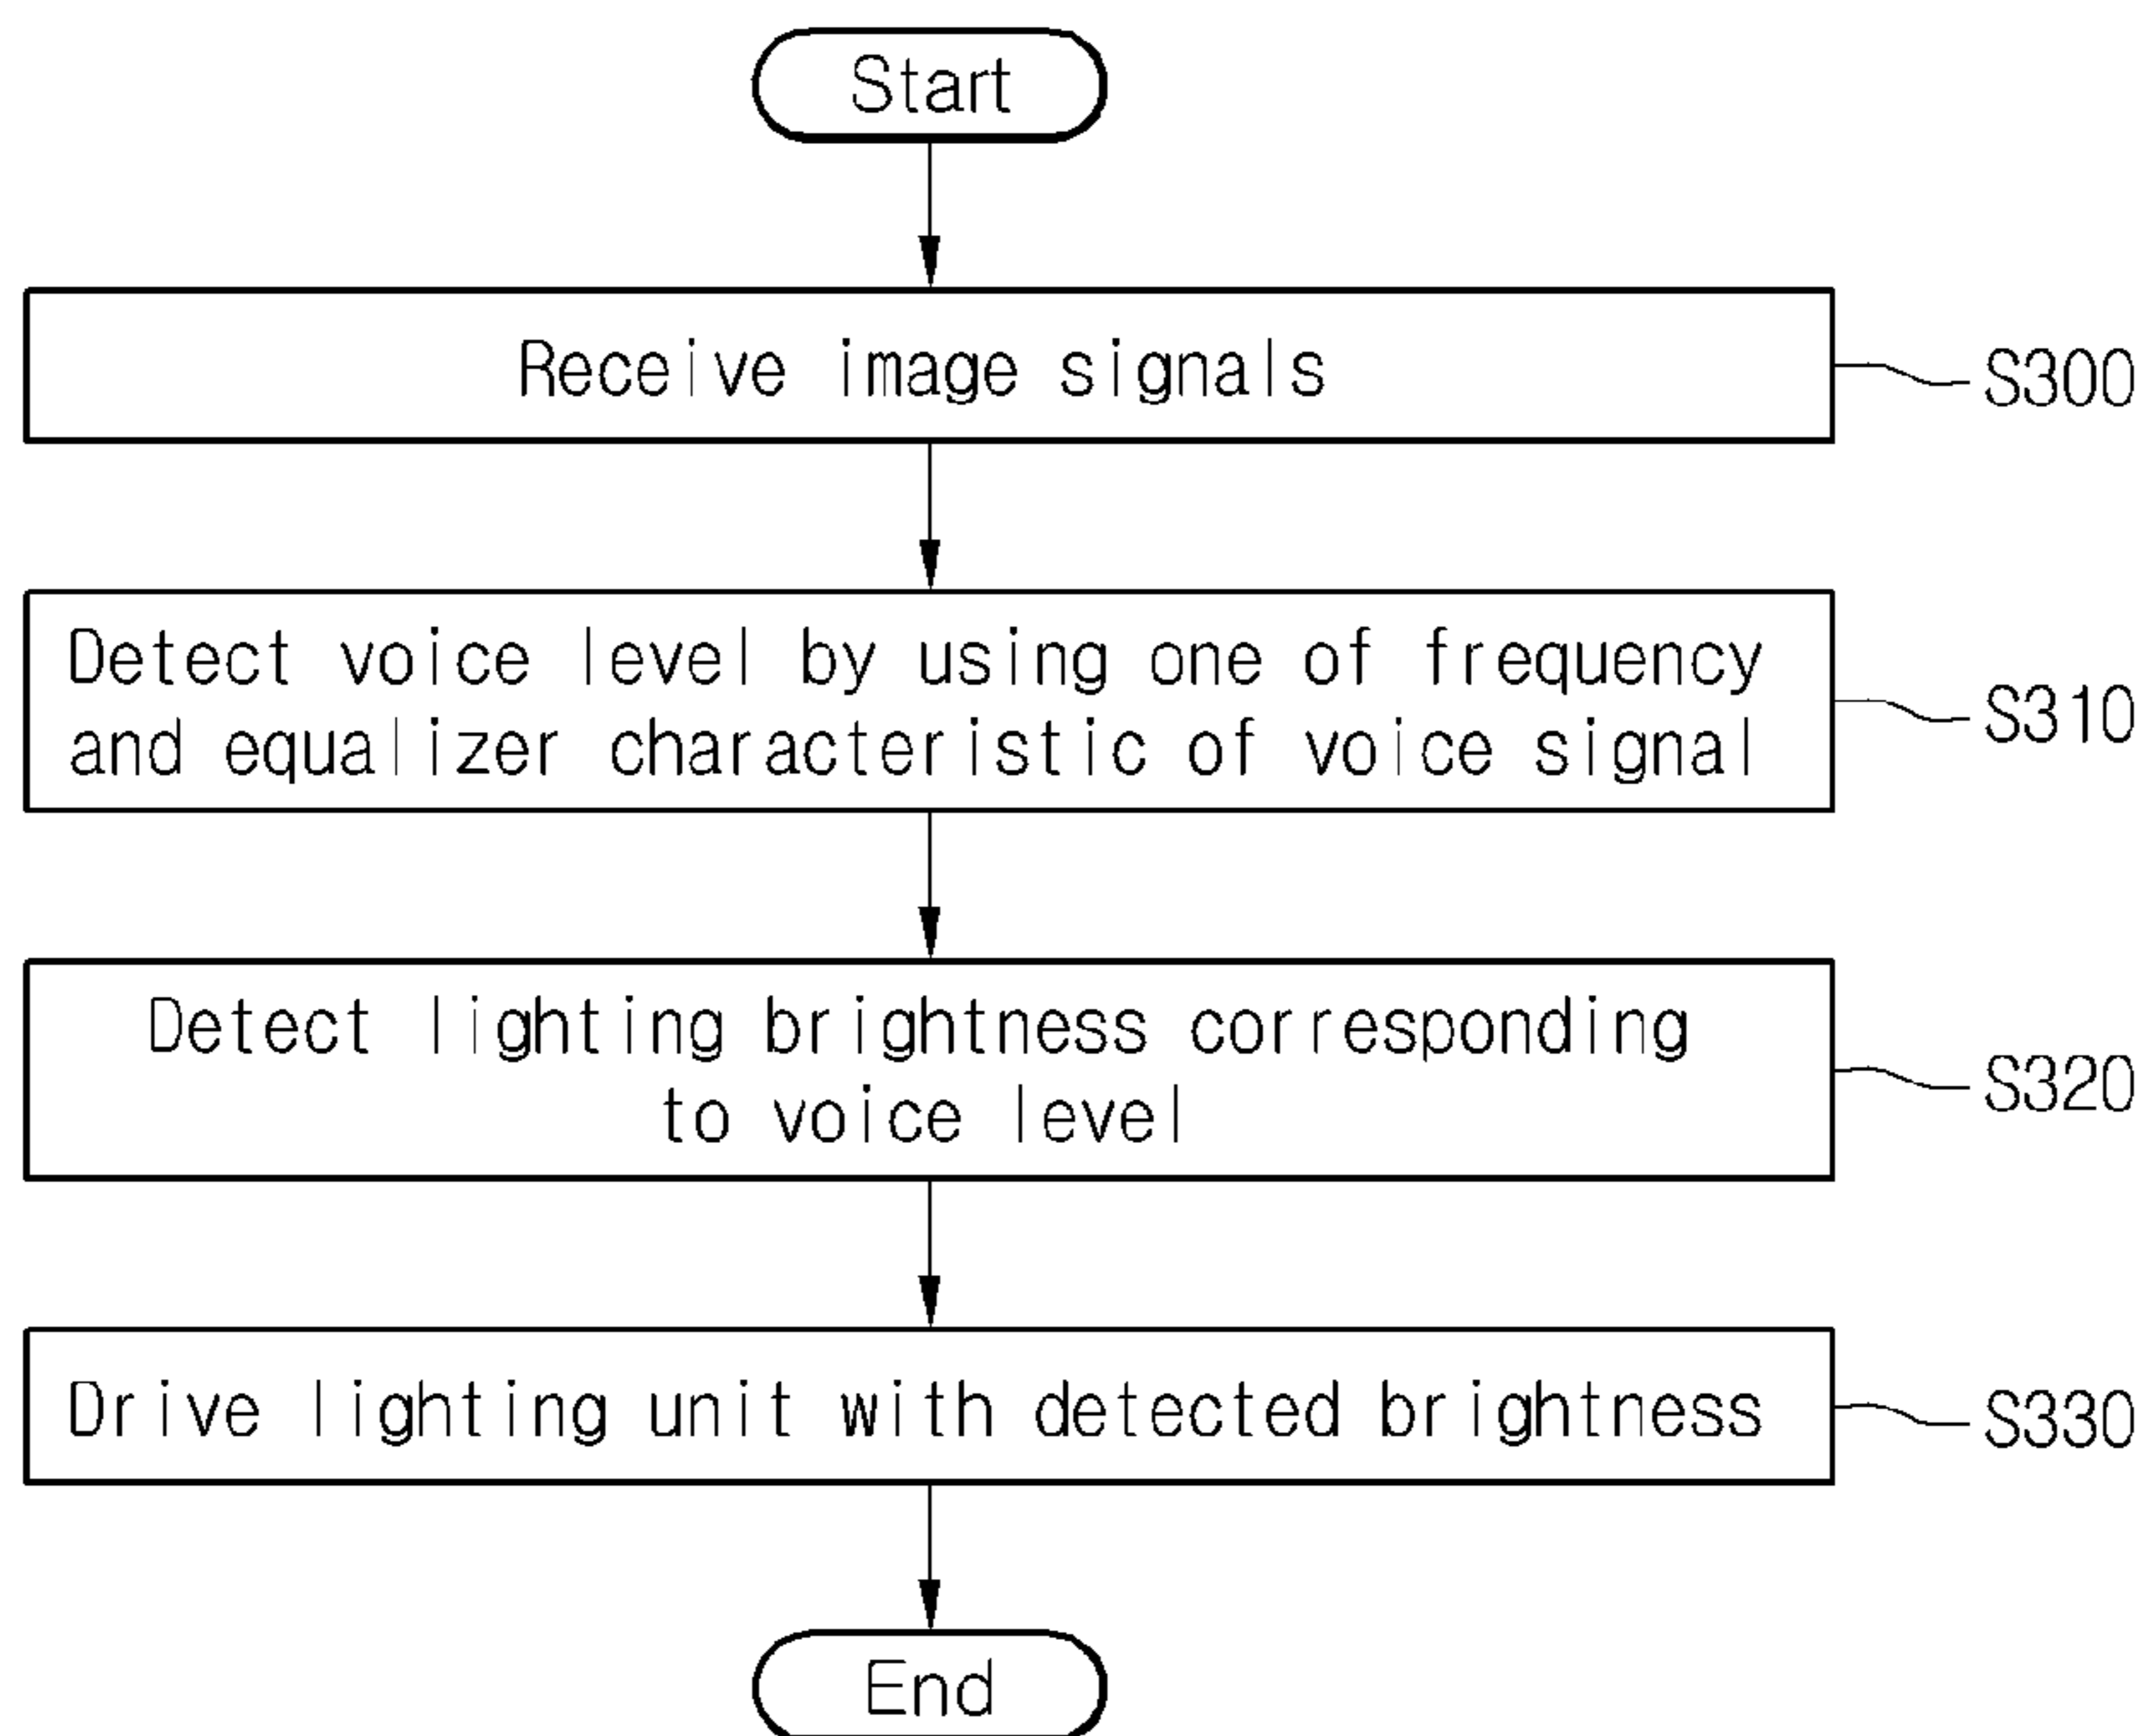 Start
Receive image signals
S300
Detect voice level by using one of frequency
and equalizer characteristic of voice signal
S310
Detect lighting brightness corresponding
to voice level
S320
Drive lighting unit with detected brightness
S330
End